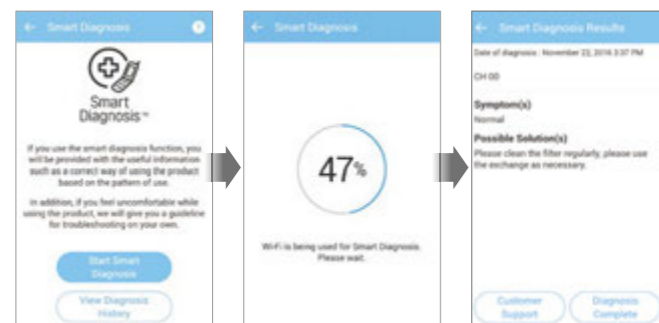 Smart Diagnosis
?
Smart
Diagnosis™
If you use the smart diagnosis function, you
will be provided with the useful information
such as a correct way of using the product
based on the pattern of use.
In addition, if you feel uncomfortable while
using the product, we will give you a guideline
for troubleshooting on your own.
Start Smart
Diagnosis
View Diagnosis
History
Smart Diagnosis
47%
Wi-Fi is being used for Smart Diagnosis.
Please wait.
Smart Diagnosis Results
Date of diagnosis : November 22, 2016 3:37 PM
CH 00
Symptom(s)
Normal
Possible Solution(s)
Please clean the filter regularly, please use
the exchange as necessary.
Customer
Support
Diagnosis
Complete